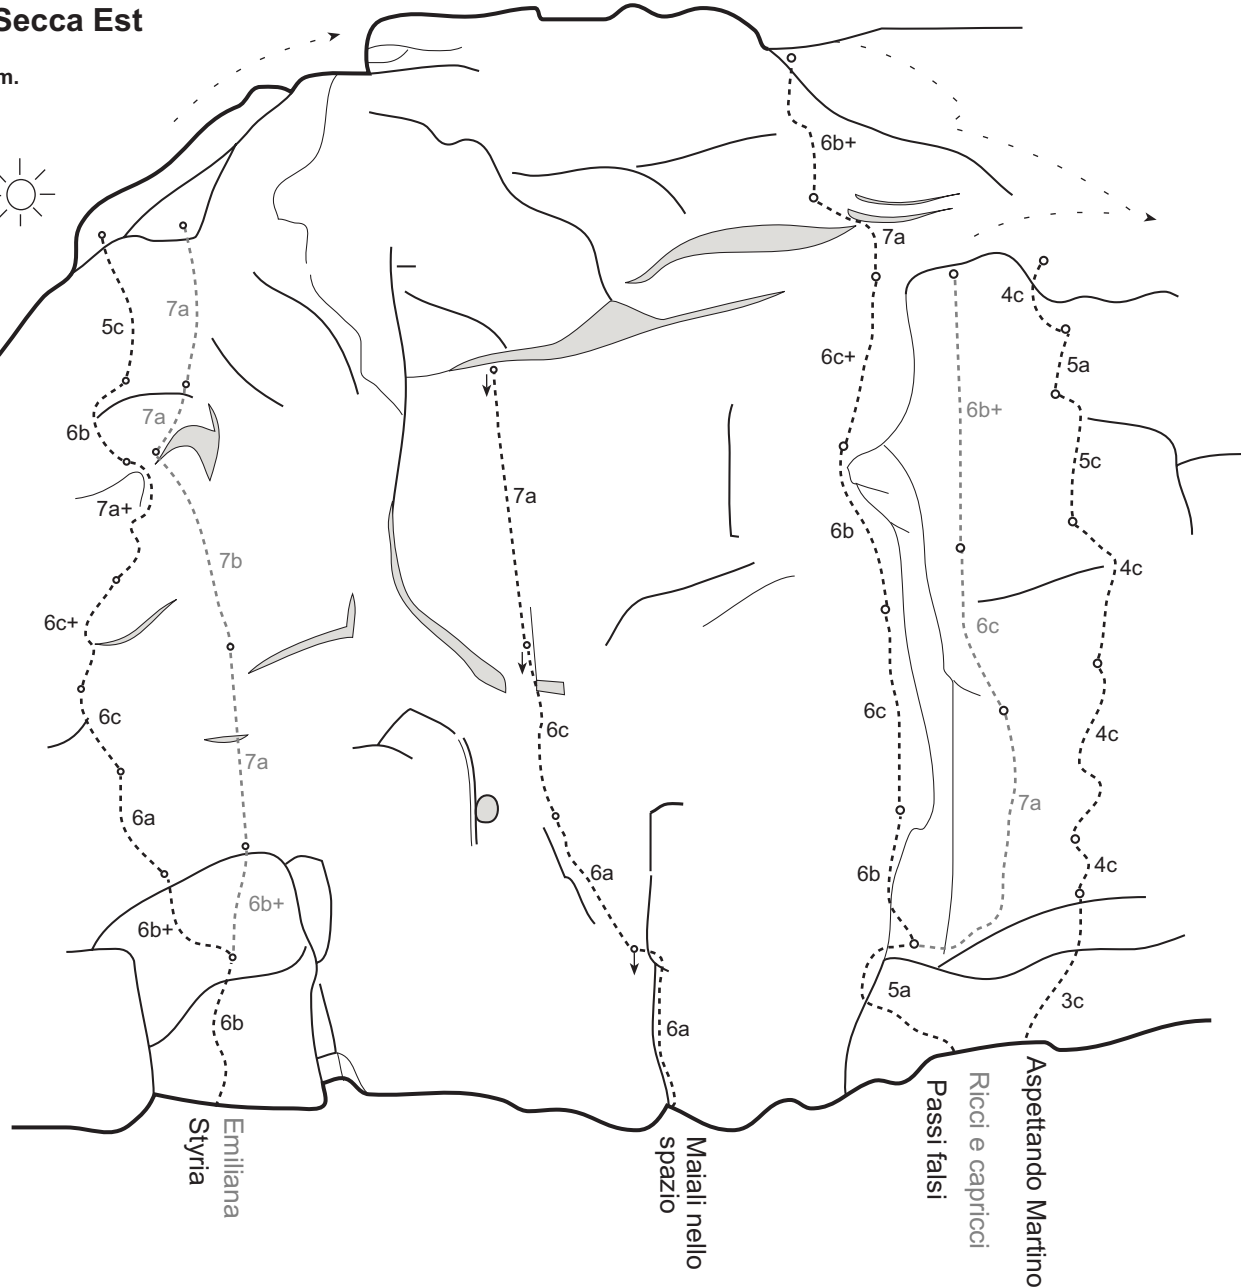 Secca Est
m.
6b+
7a
4c
7a
5c
6c+
5a
6b+
7a
6b
5c
7a
7a+
6b
7b
4c
6c+
6c
6c
6c
6c
4c
7a
7a
6a
4c
6a
6b
6b+
6b+
5a
3c
6b
6a
Styria
Emiliana
Maiali nello
spazio
Passi falsi
Ricci e capricci
Aspettando Martino